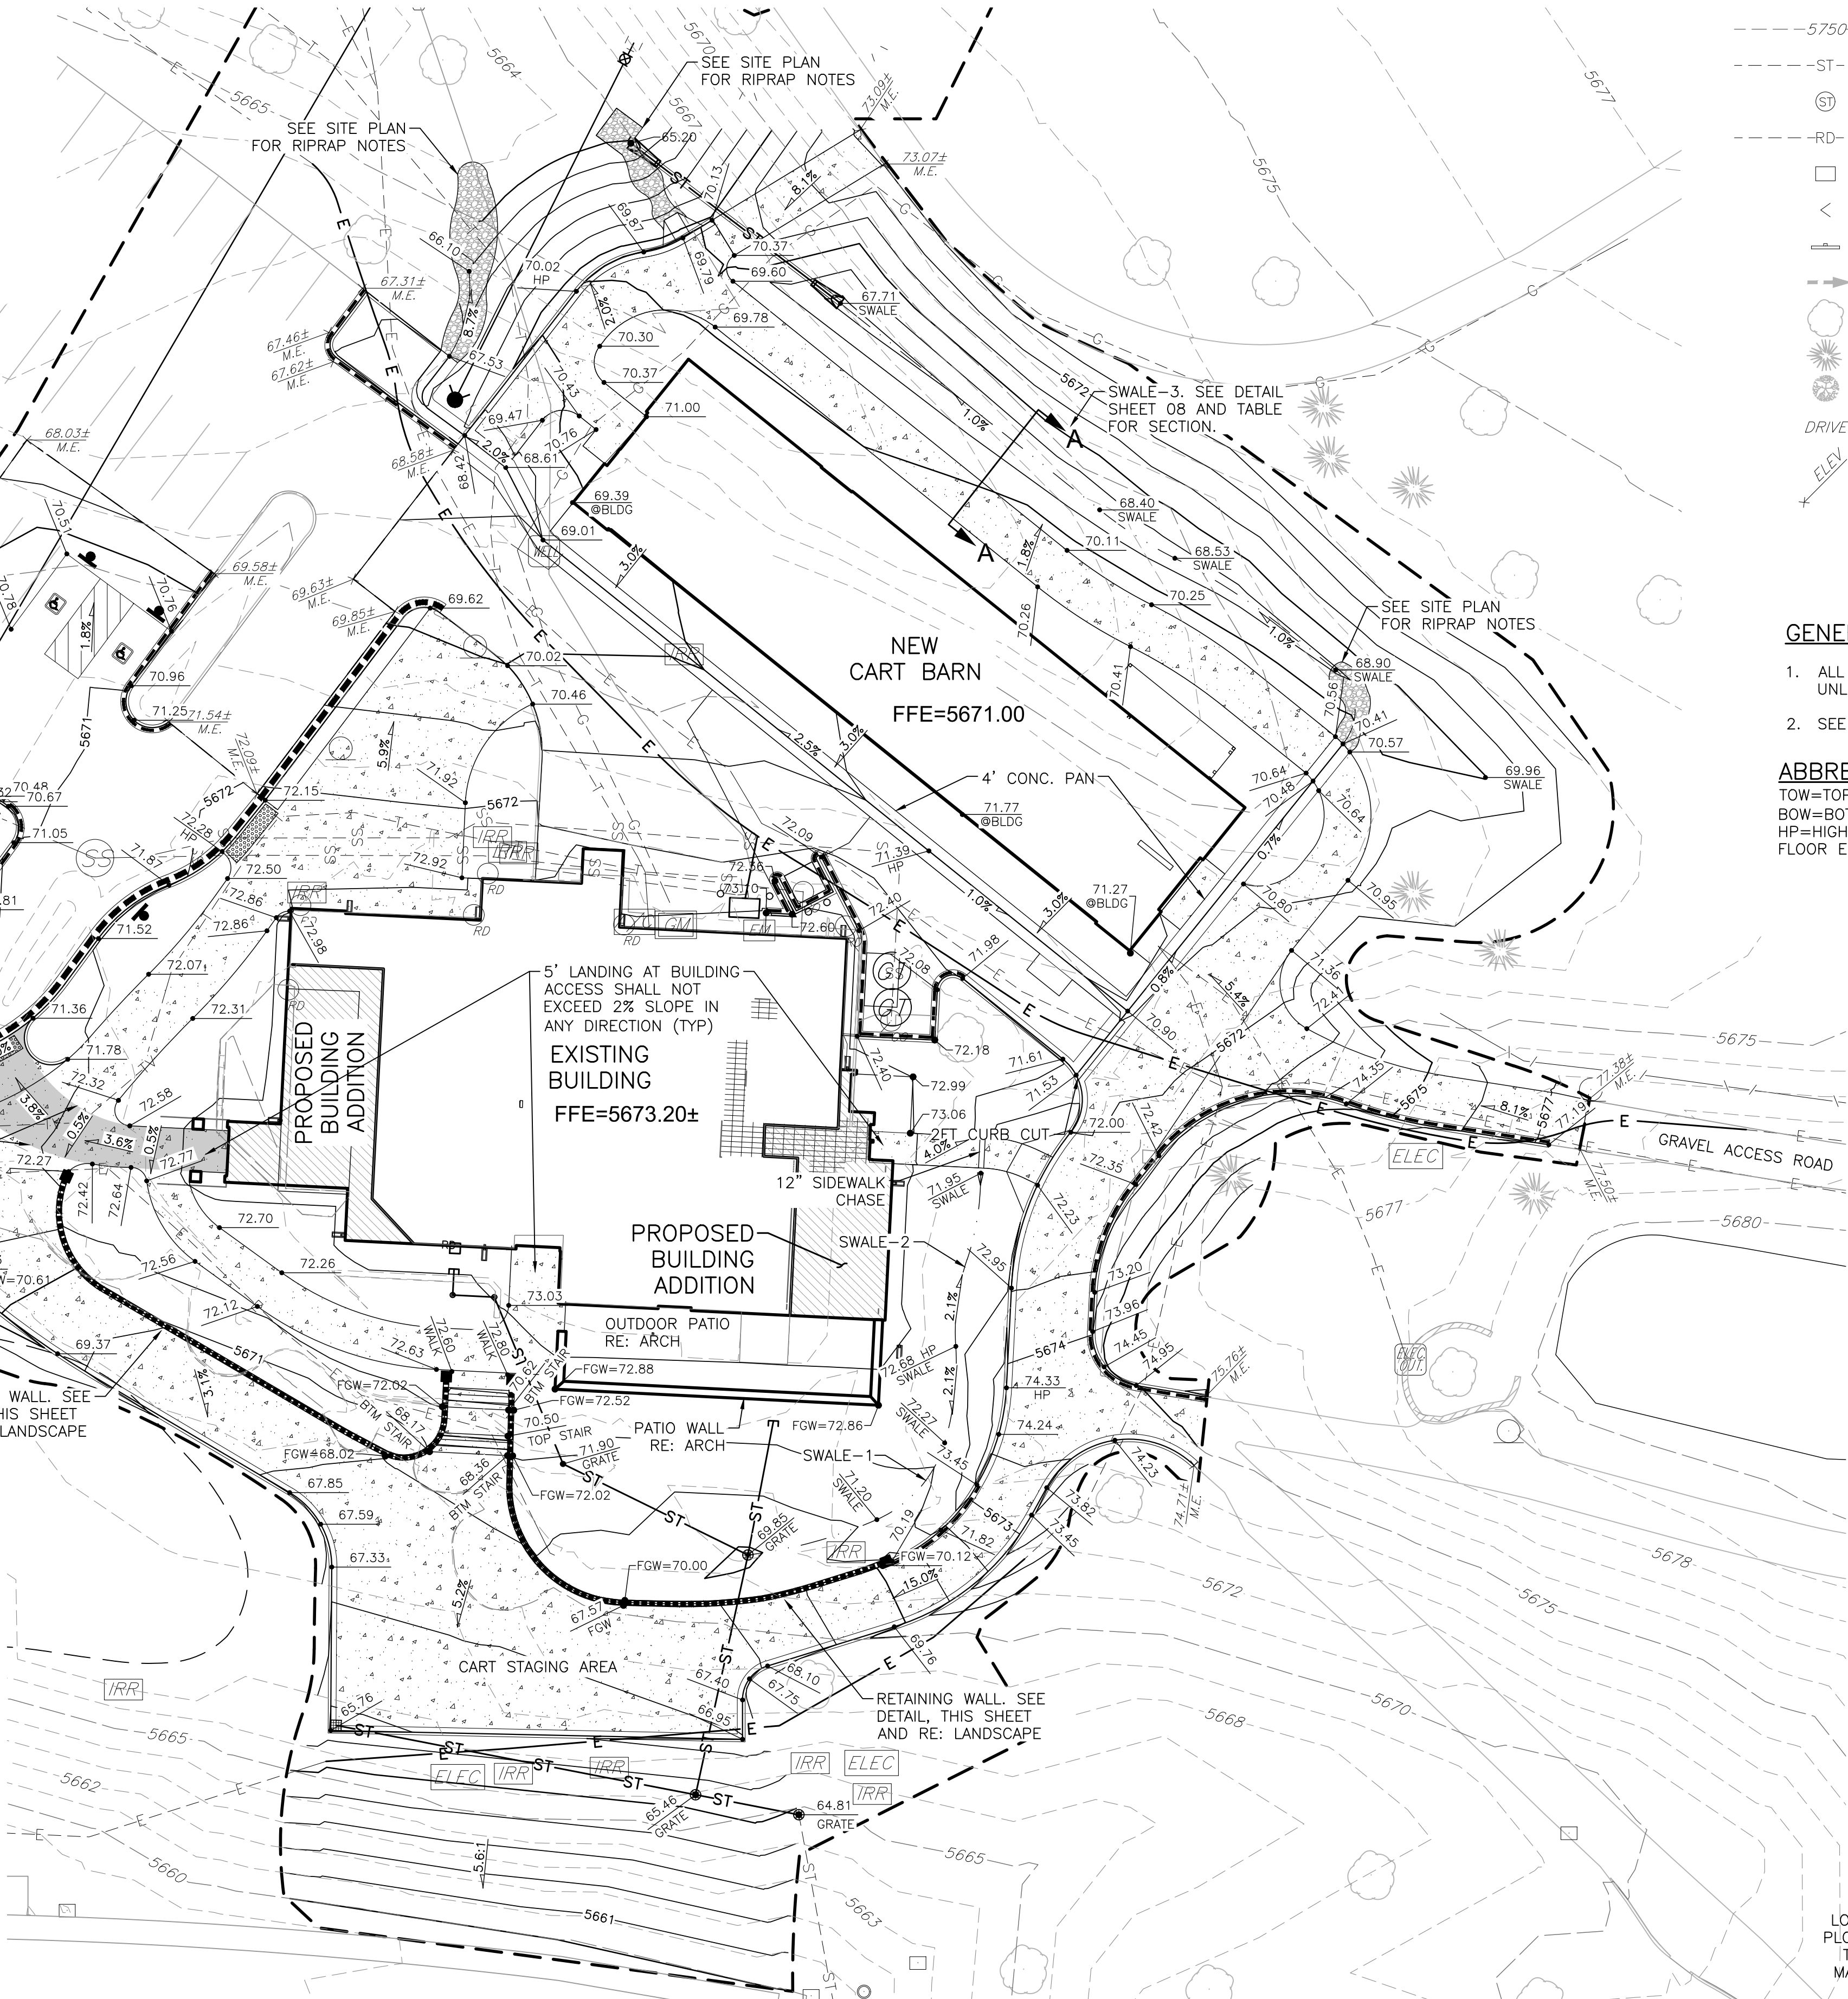 5750
ST
ST
RD
DRIVE
ELEV
5664
5670
5667
5665
5677
5675
SEE SITE PLAN
FOR RIPRAP NOTES
SEE SITE PLAN
FOR RIPRAP NOTES
73.09±
M.E.
73.07±
M.E.
65.20
70.13
8.1%
69.87
66.10
70.02
HP
69.79
70.37
69.60
67.71
SWALE
69.78
2.0%
70.30
70.37
67.31±
M.E.
67.46±
M.E.
67.62±
M.E.
8.7%
67.53
70.43
71.00
69.47
70.76
2.0%
68.61
68.42
68.58±
M.E.
68.03±
M.E.
69.39
@BLDG
69.01
WELL
3.0%
5672
SWALE-3. SEE DETAIL
SHEET 08 AND TABLE
FOR SECTION.
1.0%
A
A
68.40
SWALE
1.8%
70.11
68.53
SWALE
70.26
70.25
1.0%
SEE SITE PLAN
FOR RIPRAP NOTES
70.41
68.90
SWALE
70.56
70.41
70.57
69.96
SWALE
GENE
1. ALL
UNL
2. SEE
ABBRE
TOW=TOP
BOW=BOT
HP=HIGH
FLOOR E
70.51
70.78
70.76
1.8%
69.58±
M.E.
69.63±
M.E.
69.85±
M.E.
69.62
70.02
70.46
IRR
NEW
CART BARN
FFE=5671.00
70.96
71.25
71.54±
M.E.
5671
72.09±
M.E.
5.9%
71.92
5672
2.5%
3.0%
4' CONC. PAN
71.77
@BLDG
70.64
70.48
70.64
0.7%
70.48
70.67
71.05
5672
72.15
72.28
HP
71.87
SS
72.50
72.92
IRR
IRR
RD
72.86
72.86
IRR
72.98
72.36
73.10
72.09
72.60
72.40
71.39
HP
1.0%
3.0%
71.27
@BLDG
70.80
70.95
GM
EM
RD
71.52
72.07
72.31
71.36
71.78
72.32
72.58
3.8%
0.5%
3.6%
0.5%
72.27
72.77
72.42
72.64
RD
PROPOSED
BUILDING
ADDITION
5' LANDING AT BUILDING
ACCESS SHALL NOT
EXCEED 2% SLOPE IN
ANY DIRECTION (TYP)
EXISTING
BUILDING
FFE=5673.20±
72.08
71.98
SS
GT
72.18
72.40
72.99
73.06
2FT CURB CUT
4.0%
71.61
71.53
72.00
0.8%
70.90
5.4%
71.36
72.41
5672
74.35
5675
8.1%
5677
77.38±
M.E.
77.19
77.50±
M.E.
GRAVEL ACCESS ROAD
5675
ELEC
5677
5680
72.42
72.35
72.23
71.95
SWALE
12" SIDEWALK
CHASE
SWALE-2
72.95
2.1%
73.20
73.96
74.45
74.95
75.76±
M.E.
5674
ELEC
OUT.
PROPOSED
BUILDING
ADDITION
72.70
72.56
72.26
72.12
73.03
OUTDOOR PATIO
RE: ARCH
72.60
WALK
72.80
WALK
70.62
BTM STAIR
72.63
FGW=72.88
FGW=72.52
FGW=72.02
72.68 HP
SWALE
2.1%
72.27
SWALE
74.33
HP
74.24
73.45
FGW=72.86
PATIO WALL
RE: ARCH
SWALE-1
71.20
SWALE
70.50
TOP STAIR
71.90
GRATE
68.17
BTM STAIR
68.36
BTM STAIR
FGW=68.02
FGW=72.02
69.85
GRATE
IRR
70.19
FGW=70.12
71.82
5673
73.82
73.45
74.23
74.71±
M.E.
15.0%
69.37
5671
3.1%
WALL. SEE
HIS SHEET
LANDSCAPE
67.85
67.59
67.33
5.2%
FGW=70.00
67.57
FGW
69.76
68.10
67.75
67.40
66.95
CART STAGING AREA
RETAINING WALL. SEE
DETAIL, THIS SHEET
AND RE: LANDSCAPE
65.76
IRR
5665
5662
5660
ELEC
IRR
IRR
IRR
ELEC
IRR
65.46
GRATE
64.81
GRATE
5.6:1
5661
5663
5665
5668
5670
5672
5675
5678